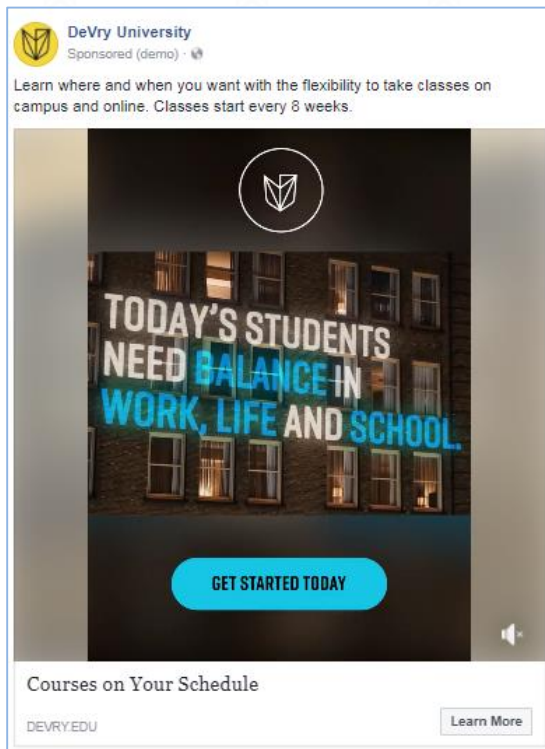 DeVry University
Sponsored (demo) ·
Learn where and when you want with the flexibility to take classes on
campus and online. Classes start every 8 weeks.
TODAY'S STUDENTS
NEED BALANCE IN
WORK, LIFE AND SCHOOL.
GET STARTED TODAY
Courses on Your Schedule
DEVRY.EDU
Learn More